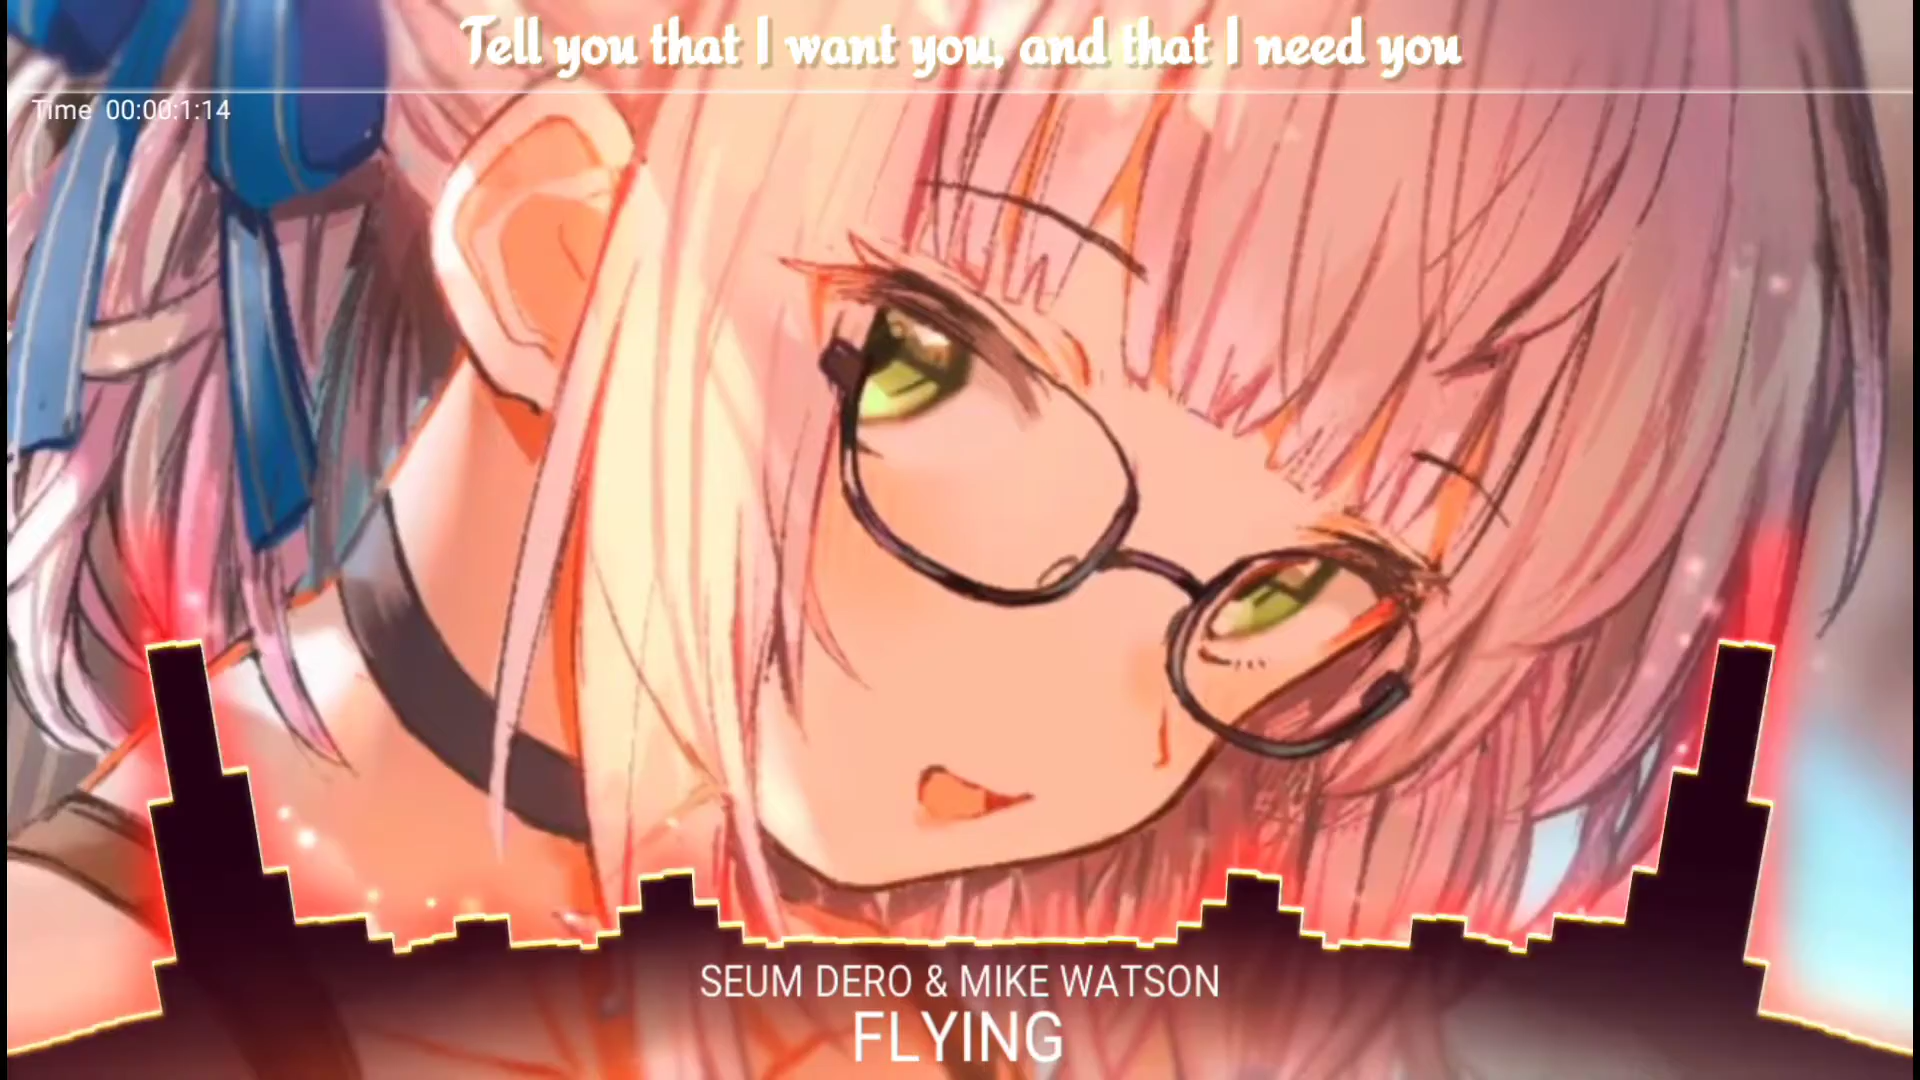 Tell you that I want you, and that I need you
Time 00:00:1:14
SEUM DERO & MIKE WATSON
FLYING